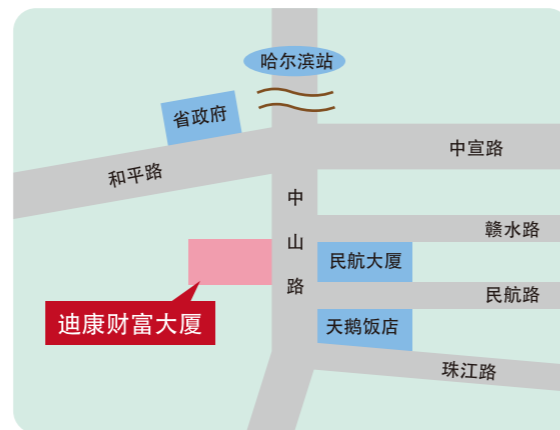 哈尔滨站
省政府
中宣路
和平路
中山路
赣水路
民航大厦
民航路
迪康财富大厦
天鹅饭店
珠江路